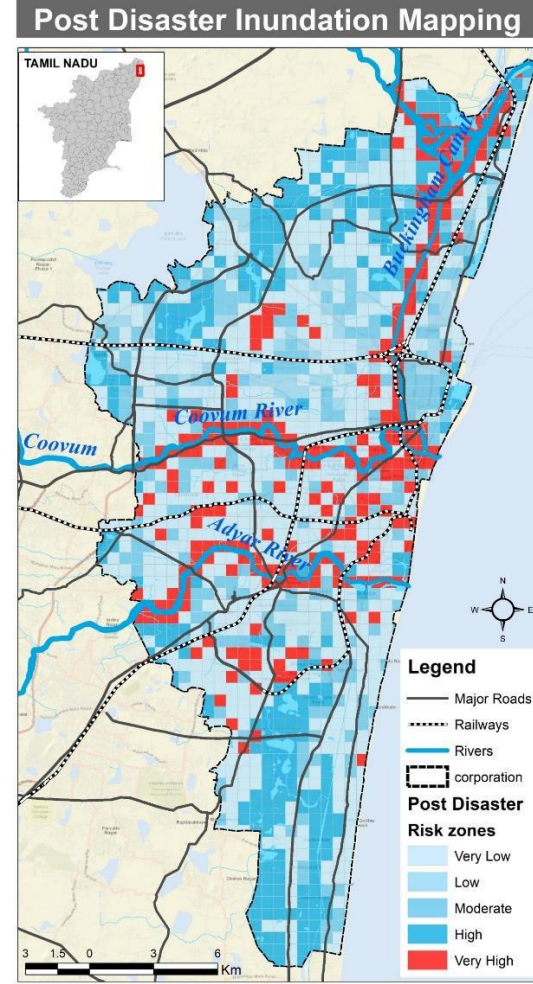 Post Disaster Inundation Mapping
TAMIL NADU
Buckingham Canal
Coovum River
Coovum
Adyar River
N
W E
S
Legend
Major Roads
Railways
Rivers
corporation
Post Disaster
Risk zones
Very Low
Low
Moderate
High
Very High
3 1.5 0 3 6
Km